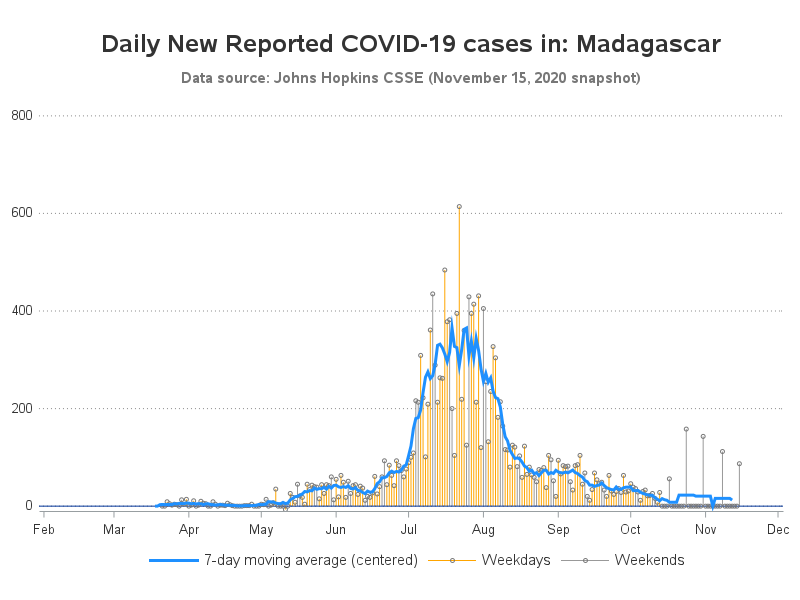 Daily New Reported COVID-19 cases in: Madagascar
Data source: Johns Hopkins CSSE (November 15, 2020 snapshot)
800
600
400
200
0
Feb Mar Apr May Jun Jul Aug Sep Oct Nov Dec
7-day moving average (centered) Weekdays Weekends